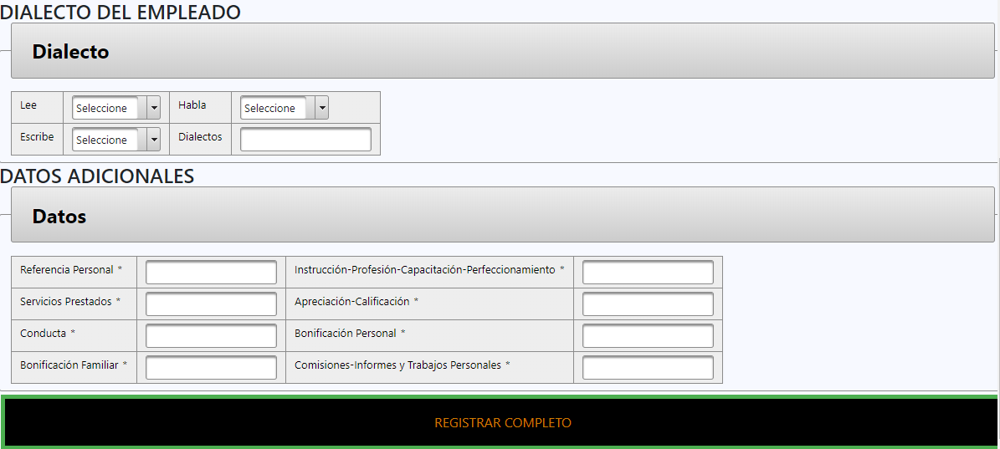 DIALECTO DEL EMPLEADO
Dialecto
Lee Seleccione Habla Seleccione
Escribe Seleccione Dialectos
DATOS ADICIONALES
Datos
Referencia Personal * Instrucción-Profesión-Capacitación-Perfeccionamiento *
Servicios Prestados * Apreciación-Calificación *
Conducta * Bonificación Personal *
Bonificación Familiar * Comisiones-Informes y Trabajos Personales *
REGISTRAR COMPLETO